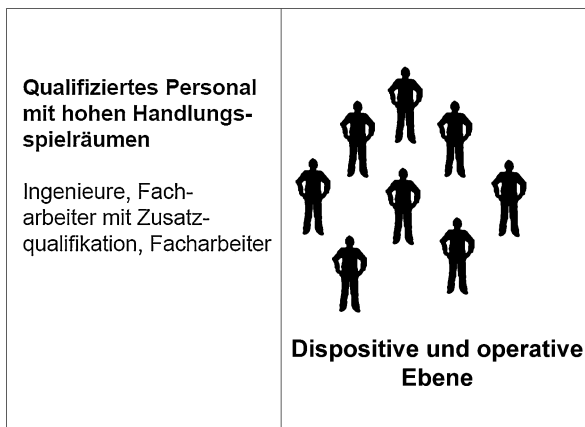 Qualifiziertes Personal
mit hohen Handlungs-
spielräumen
Ingenieure, Fach-
arbeiter mit Zusatz-
qualifikation, Facharbeiter
Dispositive und operative
Ebene